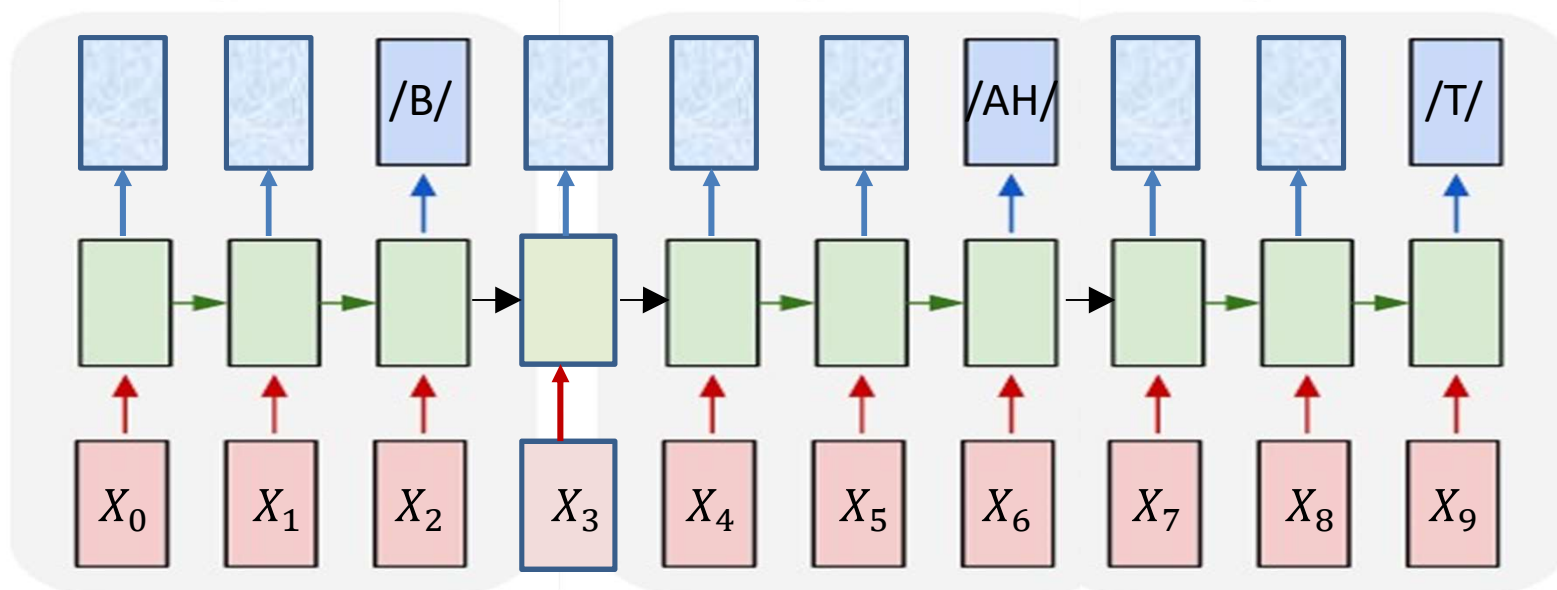 /B/ /AH/ /T/
X₀ X₁ X₂ X₃ X₄ X₅ X₆ X₇ X₈ X₉